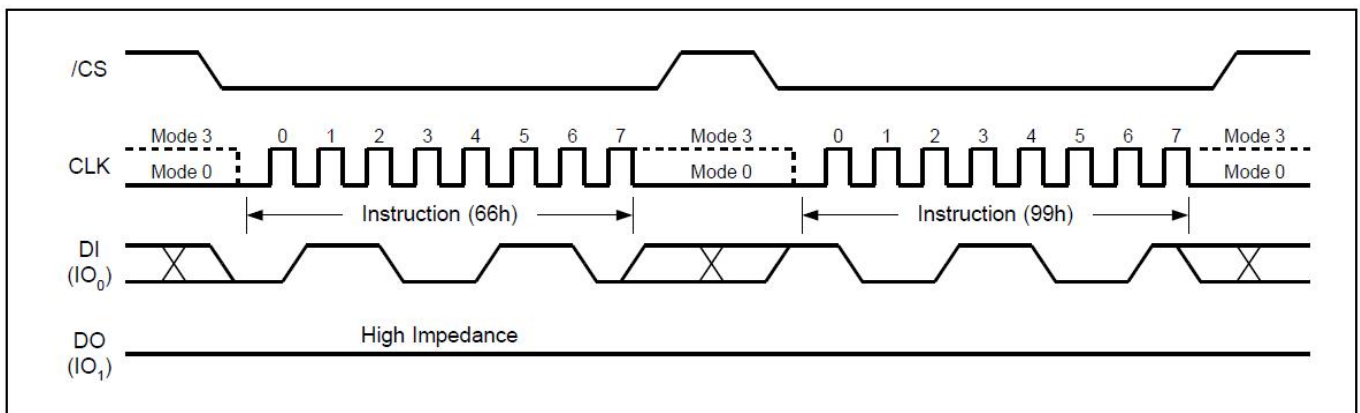 /CS
Mode 3 0 1 2 3 4 5 6 7 Mode 3 0 1 2 3 4 5 6 7 Mode 3
CLK
Mode 0 Mode 0 Mode 0
Instruction (66h) Instruction (99h)
DI
(IO₀)
High Impedance
DO
(IO₁)